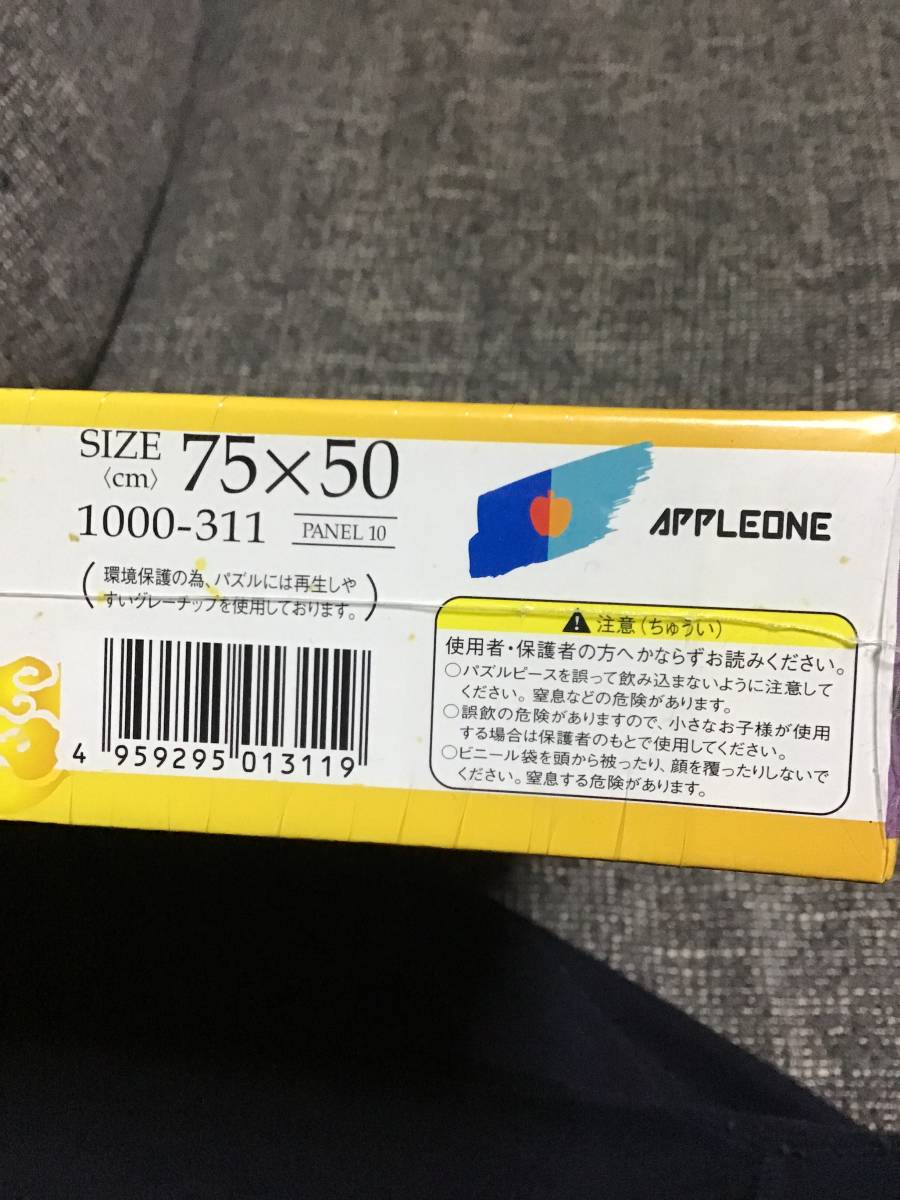 SIZE
〈cm〉
75×50
1000-311
PANEL 10
(環境保護の為、パズルには再生しや
すいグレーチップを使用しております。)
4 959295 013119
APPLEONE
注意(ちゅうい)
使用者・保護者の方へかならずお読みください。
○パズルピースを誤って飲み込まないように注意して
ください。窒息などの危険があります。
○誤飲の危険がありますので、小さなお子様が使用
する場合は保護者のもとで使用してください。
○ビニール袋を頭から被ったり、顔を覆ったりしないで
ください。窒息する危険があります。